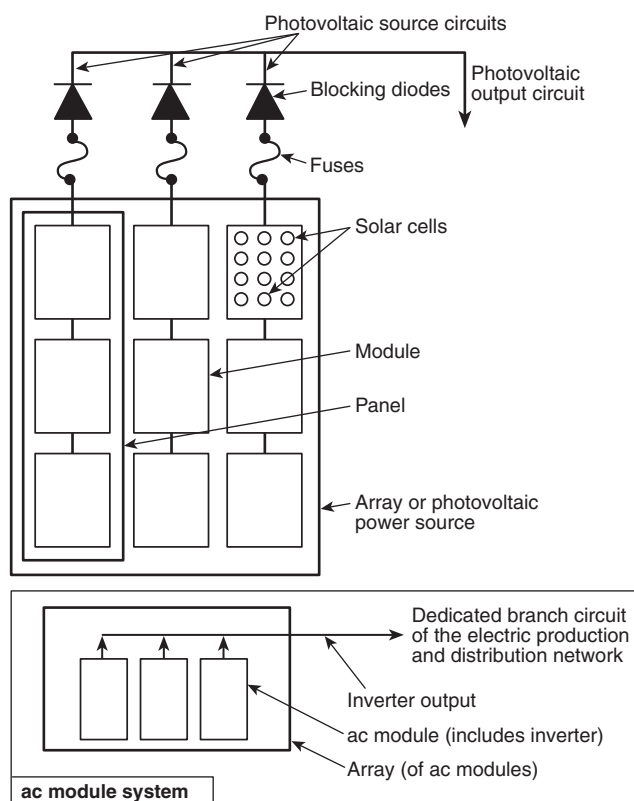 Photovoltaic source circuits
Photovoltaic
output circuit
Blocking diodes
Fuses
Solar cells
Module
Panel
Array or photovoltaic
power source
Dedicated branch circuit
of the electric production
and distribution network
Inverter output
ac module (includes inverter)
Array (of ac modules)
ac module system